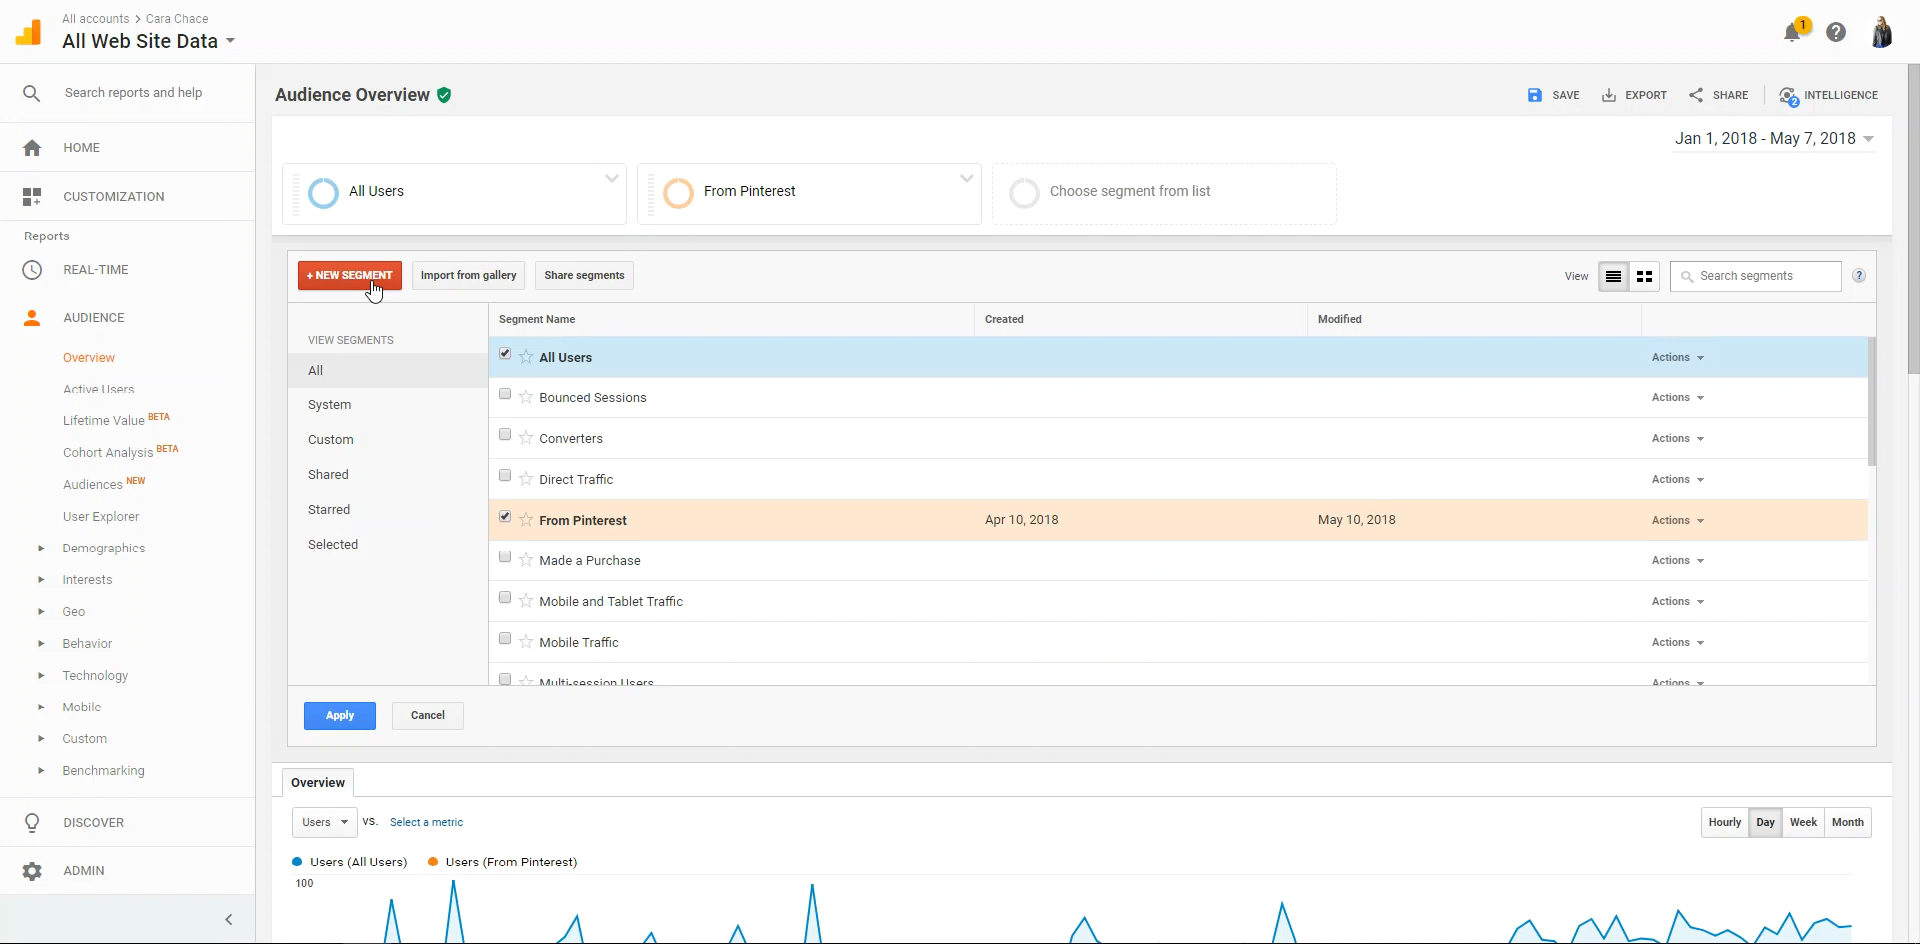 All accounts > Cara Chace
All Web Site Data
1
Search reports and help
HOME
CUSTOMIZATION
Reports
REAL-TIME
AUDIENCE
Overview
Active Users
Lifetime Value BETA
Cohort Analysis BETA
Audiences NEW
User Explorer
Demographics
Interests
Geo
Behavior
Technology
Mobile
Custom
Benchmarking
DISCOVER
ADMIN
Audience Overview
SAVE EXPORT SHARE 2 INTELLIGENCE
Jan 1, 2018 - May 7, 2018
All Users From Pinterest Choose segment from list
+ NEW SEGMENT Import from gallery Share segments View Search segments ?
VIEW SEGMENTS
All
System
Custom
Shared
Starred
Selected
Segment Name Created Modified
All Users Actions
Bounced Sessions Actions
Converters Actions
Direct Traffic Actions
From Pinterest Apr 10, 2018 May 10, 2018 Actions
Made a Purchase Actions
Mobile and Tablet Traffic Actions
Mobile Traffic Actions
Multi-session Users Actions
Apply Cancel
Overview
Users VS. Select a metric Hourly Day Week Month
Users (All Users) Users (From Pinterest)
100